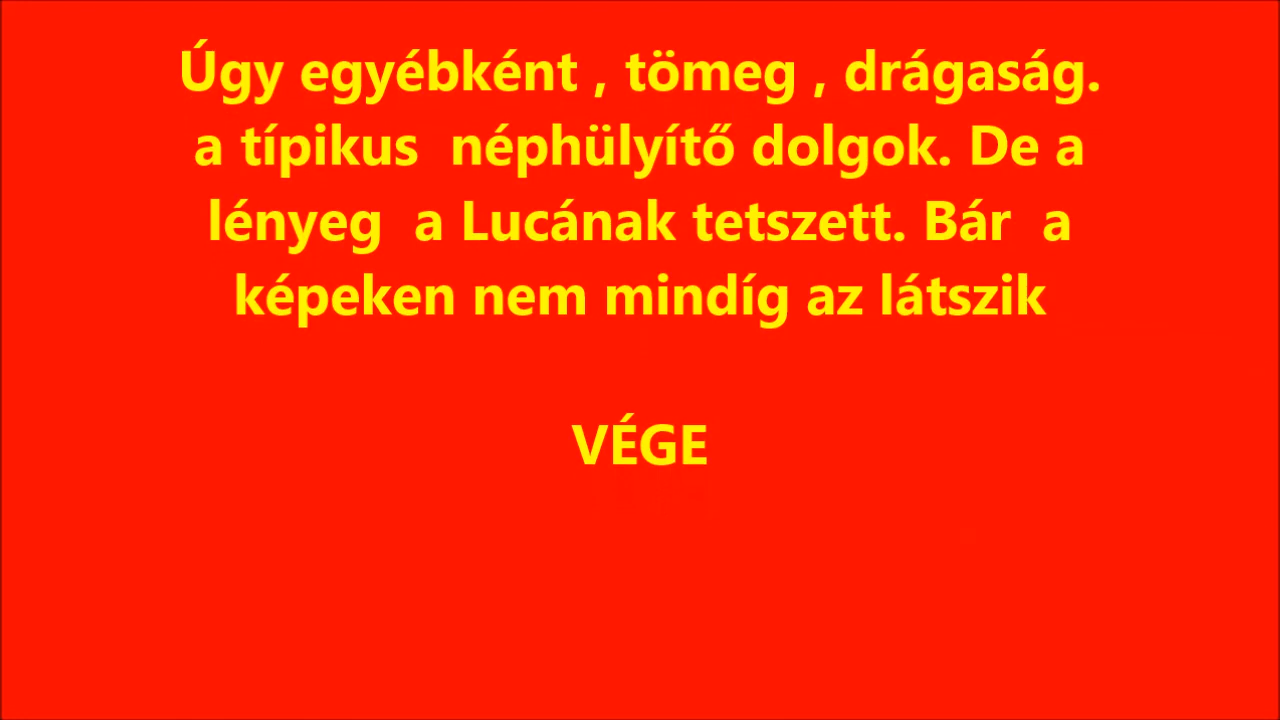 Úgy egyébként , tömeg , drágaság.
a típikus  néphülyítő dolgok. De a
lényeg  a Lucának tetszett. Bár  a
képeken nem mindíg az látszik
VÉGE